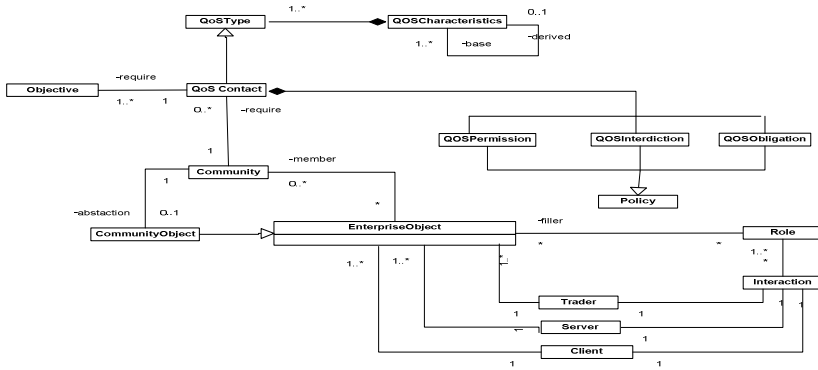 1..*
0..1
QoSType
QOSCharacteristics
1..*
-base
-derived
-require
Objective
QoS Contact
1..*
1
0..*
-require
QOSPermission
QOSInterdiction
QOSObligation
1
-member
Community
1
0..*
*
Policy
-abstaction
0..1
-filler
EnterpriseObject
CommunityObject
Role
*
*
1..*
1..*
1..*
*
Interaction
Trader
1
1
1
1
Server
1
Client
1
1